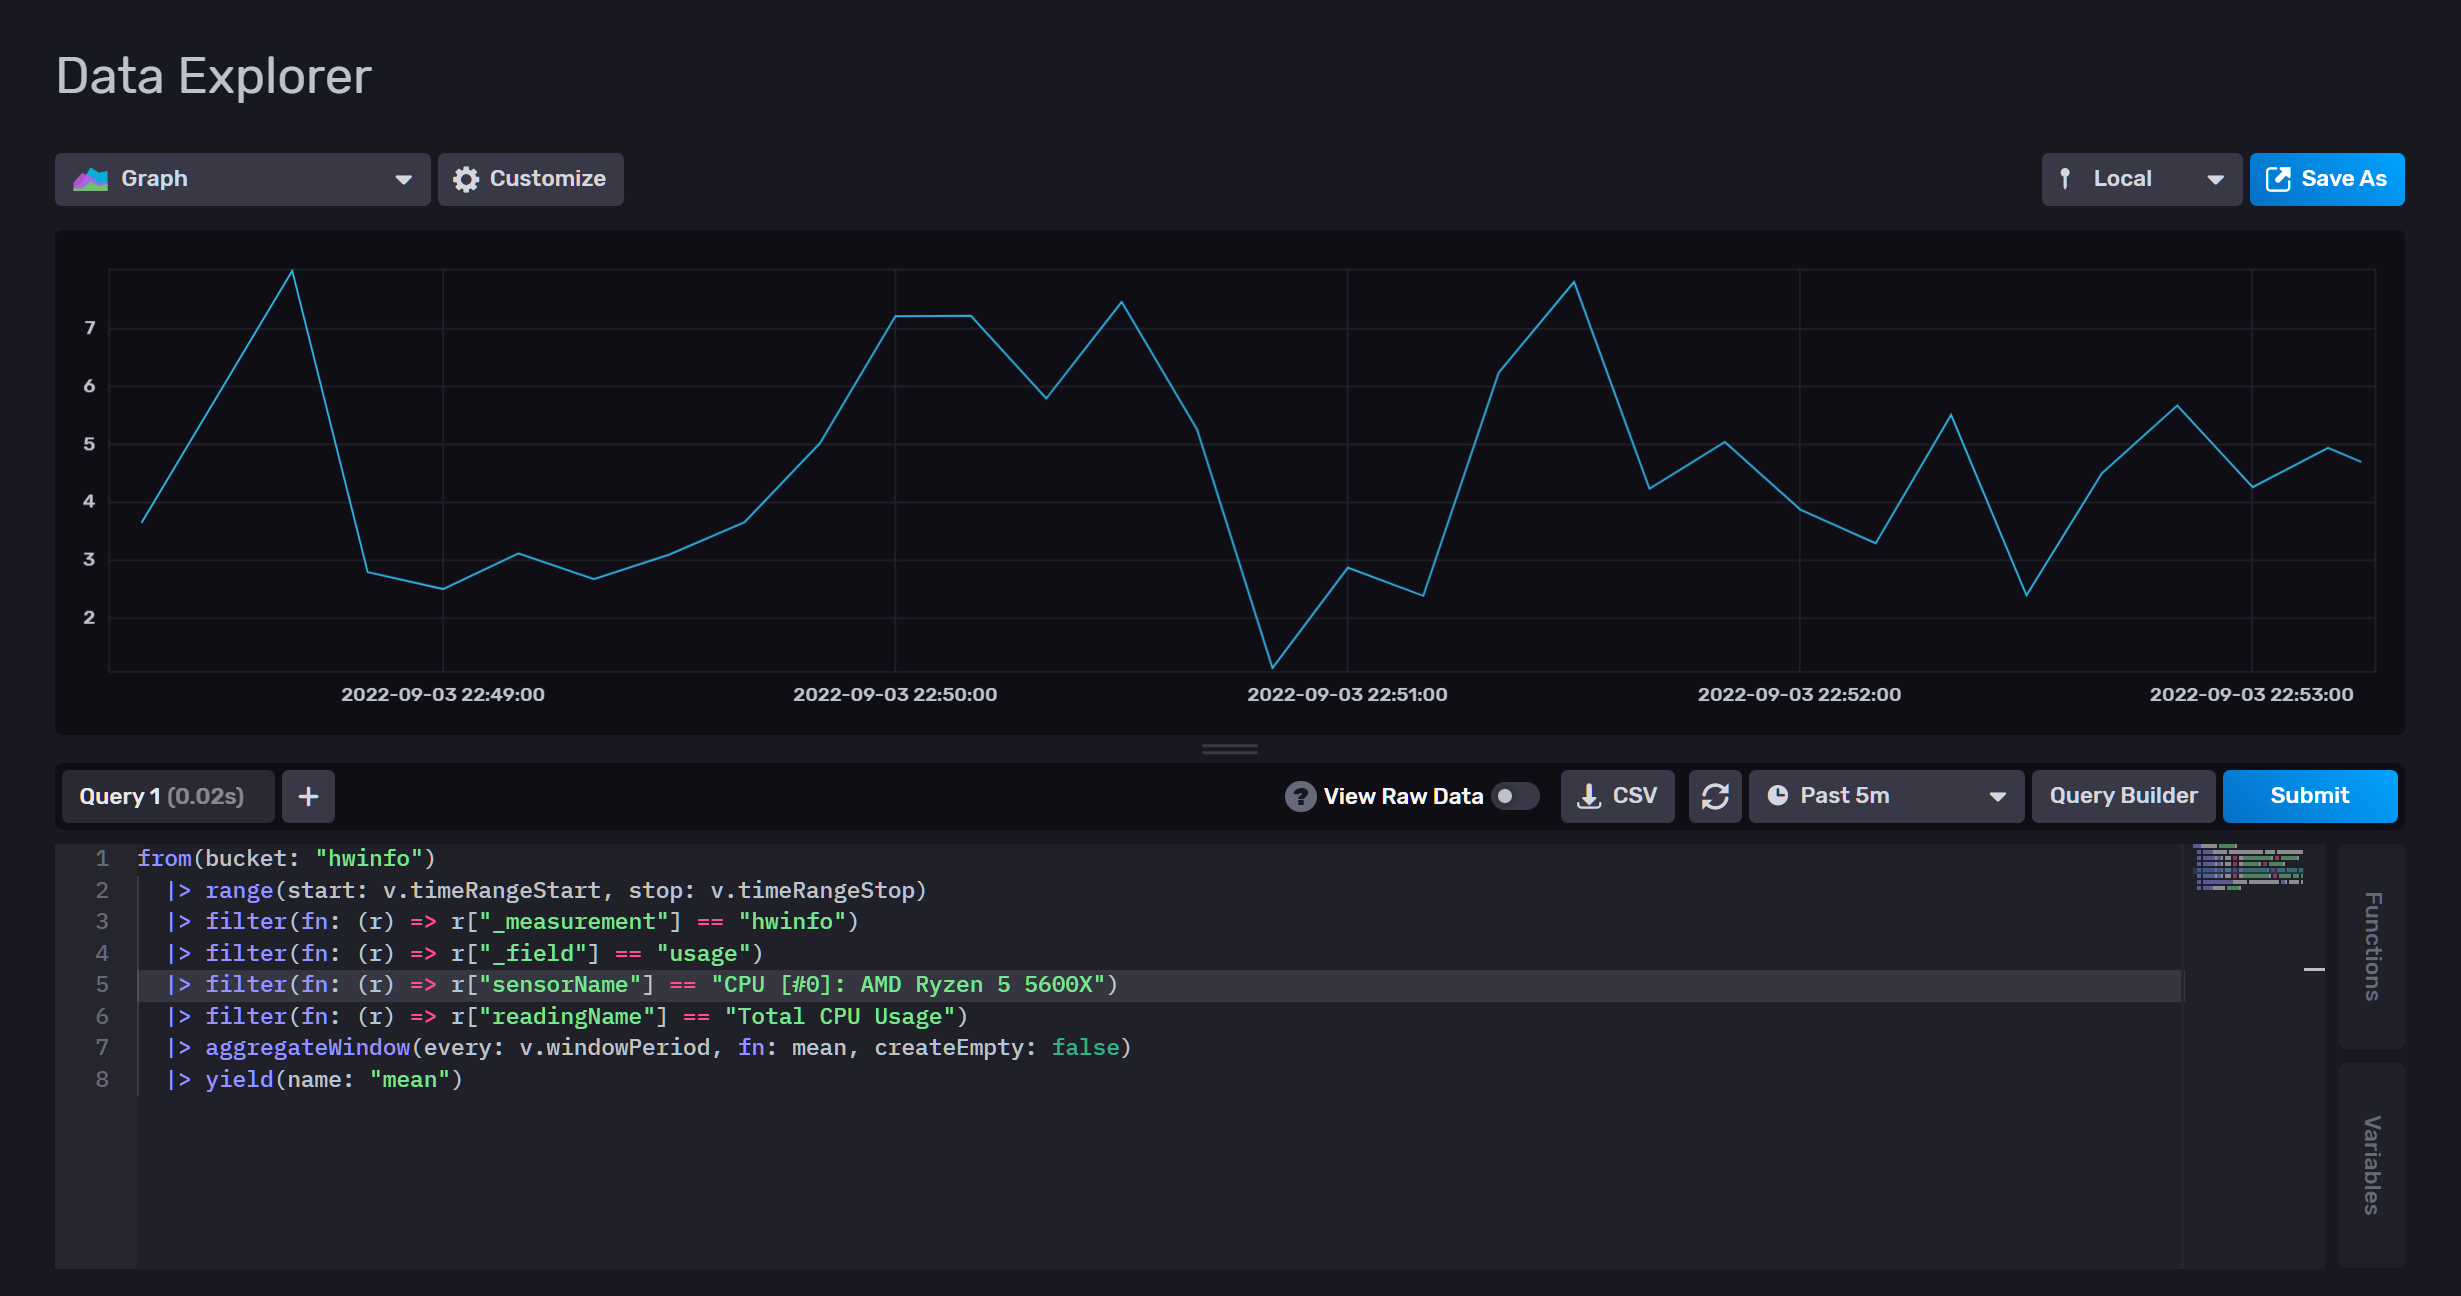 Data Explorer
Graph
Customize
Local
Save As
7
6
5
4
3
2
2022-09-03 22:49:00
2022-09-03 22:50:00
2022-09-03 22:51:00
2022-09-03 22:52:00
2022-09-03 22:53:00
Query 1 (0.02s)
+
? View Raw Data
CSV
Past 5m
Query Builder
Submit
1 from(bucket: "hwinfo")
2 |> range(start: v.timeRangeStart, stop: v.timeRangeStop)
3 |> filter(fn: (r) => r["_measurement"] == "hwinfo")
4 |> filter(fn: (r) => r["_field"] == "usage")
5 |> filter(fn: (r) => r["sensorName"] == "CPU [#0]: AMD Ryzen 5 5600X")
6 |> filter(fn: (r) => r["readingName"] == "Total CPU Usage")
7 |> aggregateWindow(every: v.windowPeriod, fn: mean, createEmpty: false)
8 |> yield(name: "mean")
Functions
Variables